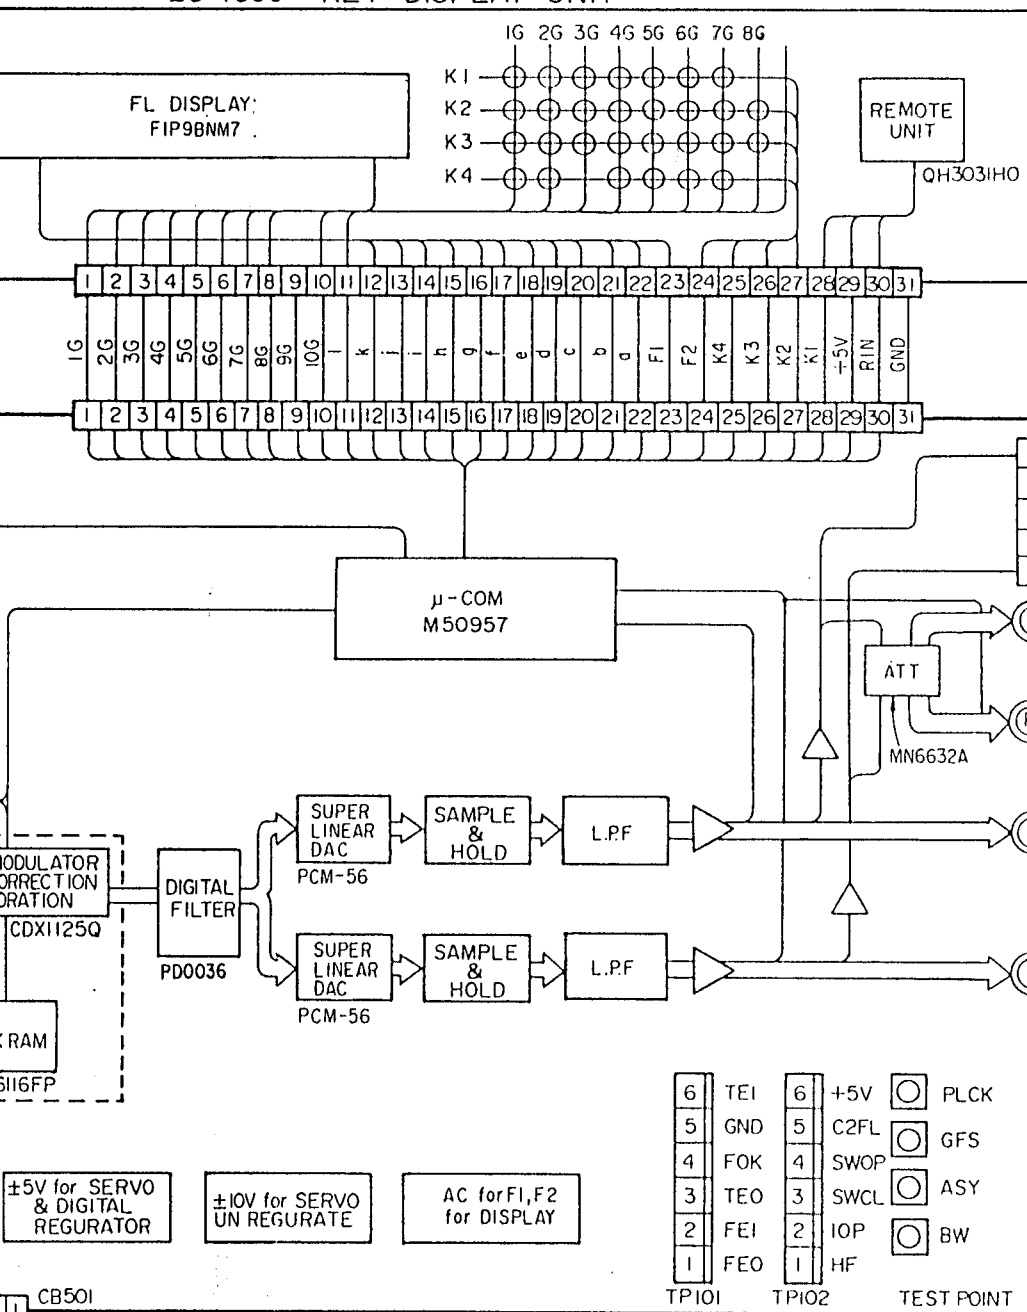 KEY DISPLAY UNIT
1G 2G 3G 4G 5G 6G 7G 8G
K1
K2
K3
K4
FL DISPLAY
FIP9BNM7
REMOTE
UNIT
QH3031HO
1 2 3 4 5 6 7 8 9 10 11 12 13 14 15 16 17 18 19 20 21 22 23 24 25 26 27 28 29 30 31
1G 2G 3G 4G 5G 6G 7G 8G 9G 10G l k j i h g f e d c b a F1 F2 K4 K3 K2 K1 +5V RIN GND
1 2 3 4 5 6 7 8 9 10 11 12 13 14 15 16 17 18 19 20 21 22 23 24 25 26 27 28 29 30 31
μ-COM
M50957
ATT
MN6632A
SUPER
LINEAR
DAC
PCM-56
SAMPLE
&
HOLD
L.P.F
MODULATOR
ORRECTION
ORATION
CDX1125Q
DIGITAL
FILTER
PD0036
SUPER
LINEAR
DAC
PCM-56
SAMPLE
&
HOLD
L.P.F
K RAM
6116FP
6 TEI
5 GND
4 FOK
3 TEO
2 FEI
1 FEO
TP101
6 +5V
5 C2FL
4 SWOP
3 SWCL
2 IOP
1 HF
TP102
PLCK
GFS
ASY
BW
TEST POINT
±5V for SERVO
& DIGITAL
REGURATOR
±10V for SERVO
UN REGURATE
AC for F1, F2
for DISPLAY
1 CB501